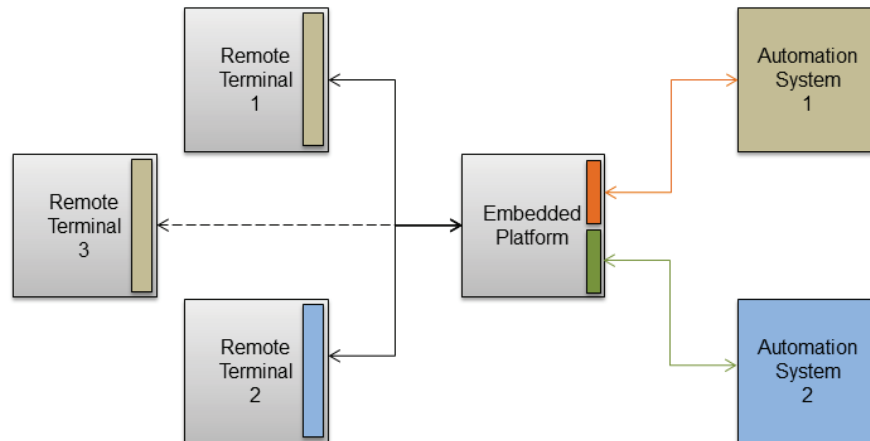 Remote
Terminal
1
Automation
System
1
Remote
Terminal
3
Embedded
Platform
Remote
Terminal
2
Automation
System
2